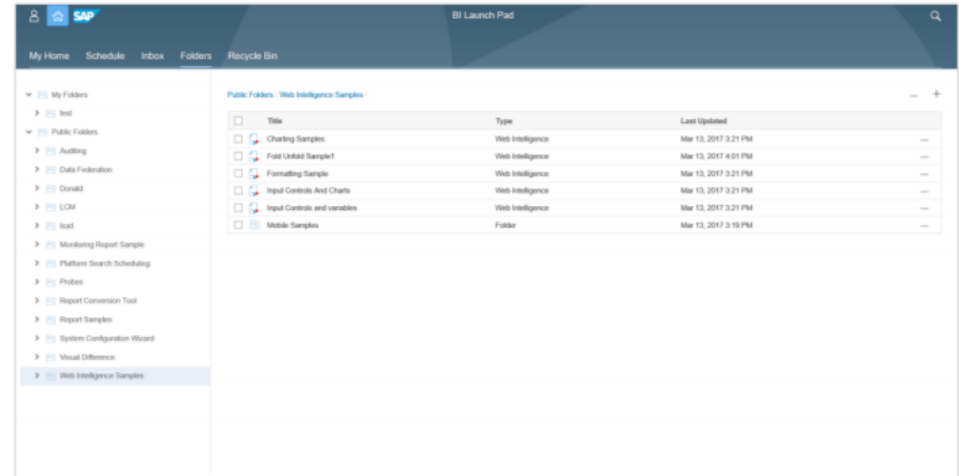 SAP
BI Launch Pad
My Home Schedule Inbox Folders Recycle Bin
My Folders
test
Public Folders
Auditing
Data Federation
Donald
LCM
lsad
Monitoring Report Sample
Platform Search Scheduling
Probes
Report Conversion Tool
Report Samples
System Configuration Wizard
Visual Difference
Web Intelligence Samples
Public Folders / Web Intelligence Samples /
Title Type Last Updated
Charting Samples Web Intelligence Mar 13, 2017 3:21 PM
Fold Unfold Sample1 Web Intelligence Mar 13, 2017 4:01 PM
Formatting Sample Web Intelligence Mar 13, 2017 3:21 PM
Input Controls And Charts Web Intelligence Mar 13, 2017 3:21 PM
Input Controls and variables Web Intelligence Mar 13, 2017 3:21 PM
Mobile Samples Folder Mar 13, 2017 3:19 PM